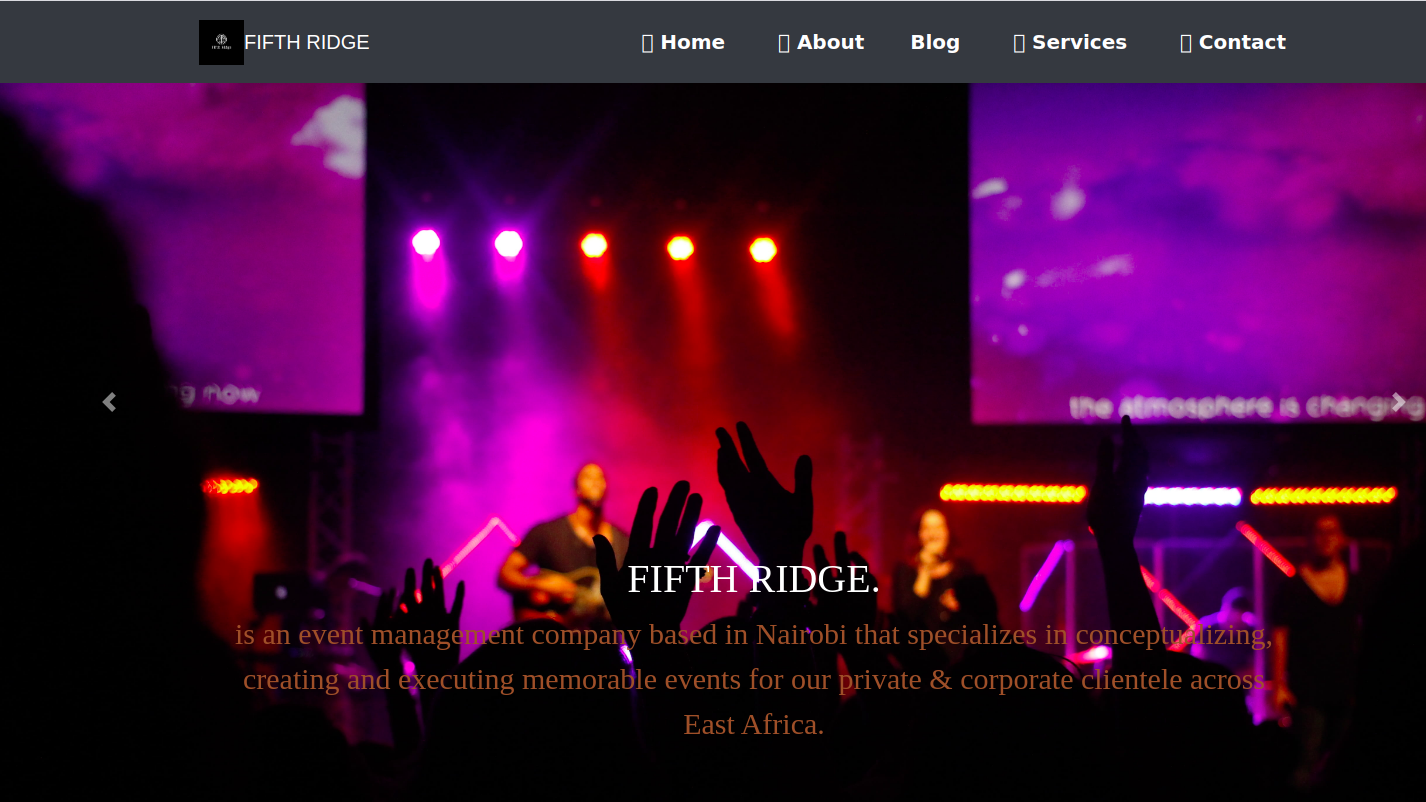 FIFTH RIDGE
Home
About
Blog
Services
Contact
ng now
the atmosphere is changing
FIFTH RIDGE.
is an event management company based in Nairobi that specializes in conceptualizing,
creating and executing memorable events for our private & corporate clientele across
East Africa.